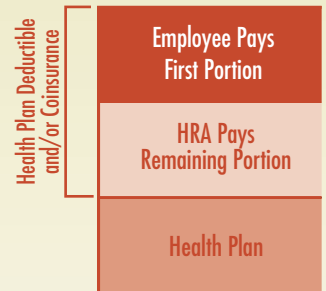 Health Plan Deductible
and/or Coinsurance
Employee Pays
First Portion
HRA Pays
Remaining Portion
Health Plan